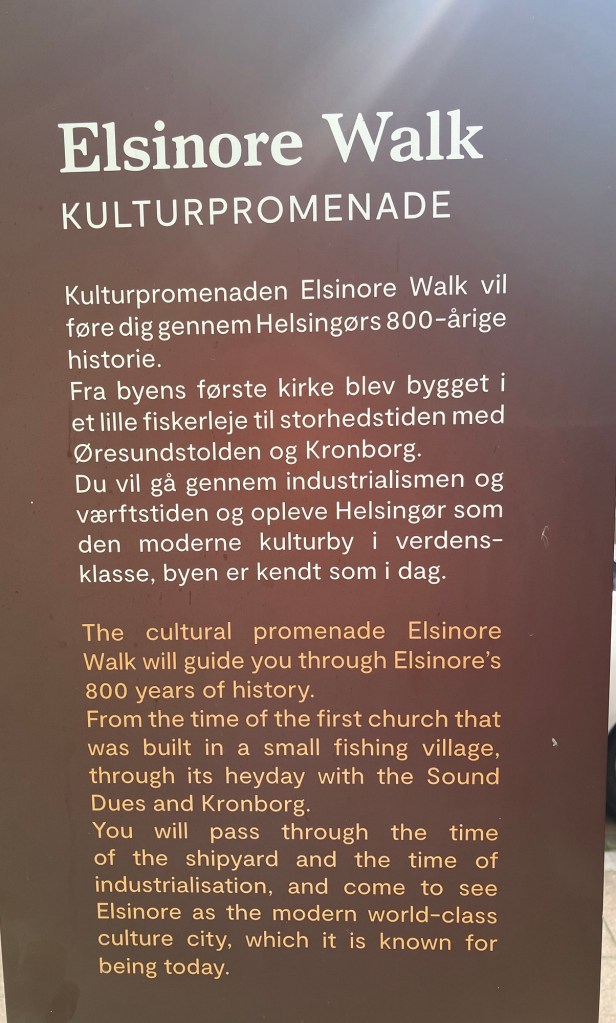 Elsinore Walk
KULTURPROMENADE
Kulturpromenaden Elsinore Walk vil
føre dig gennem Helsingørs 800-årige
historie.
Fra byens første kirke blev bygget i
et lille fiskerleje til storhedstiden med
Øresundstolden og Kronborg.
Du vil gå gennem industrialismen og
værftstiden og opleve Helsingør som
den moderne kulturby i verdens-
klasse, byen er kendt som i dag.
The cultural promenade Elsinore
Walk will guide you through Elsinore's
800 years of history.
From the time of the first church that
was built in a small fishing village,
through its heyday with the Sound
Dues and Kronborg.
You will pass through the time
of the shipyard and the time of
industrialisation, and come to see
Elsinore as the modern world-class
culture city, which it is known for
being today.